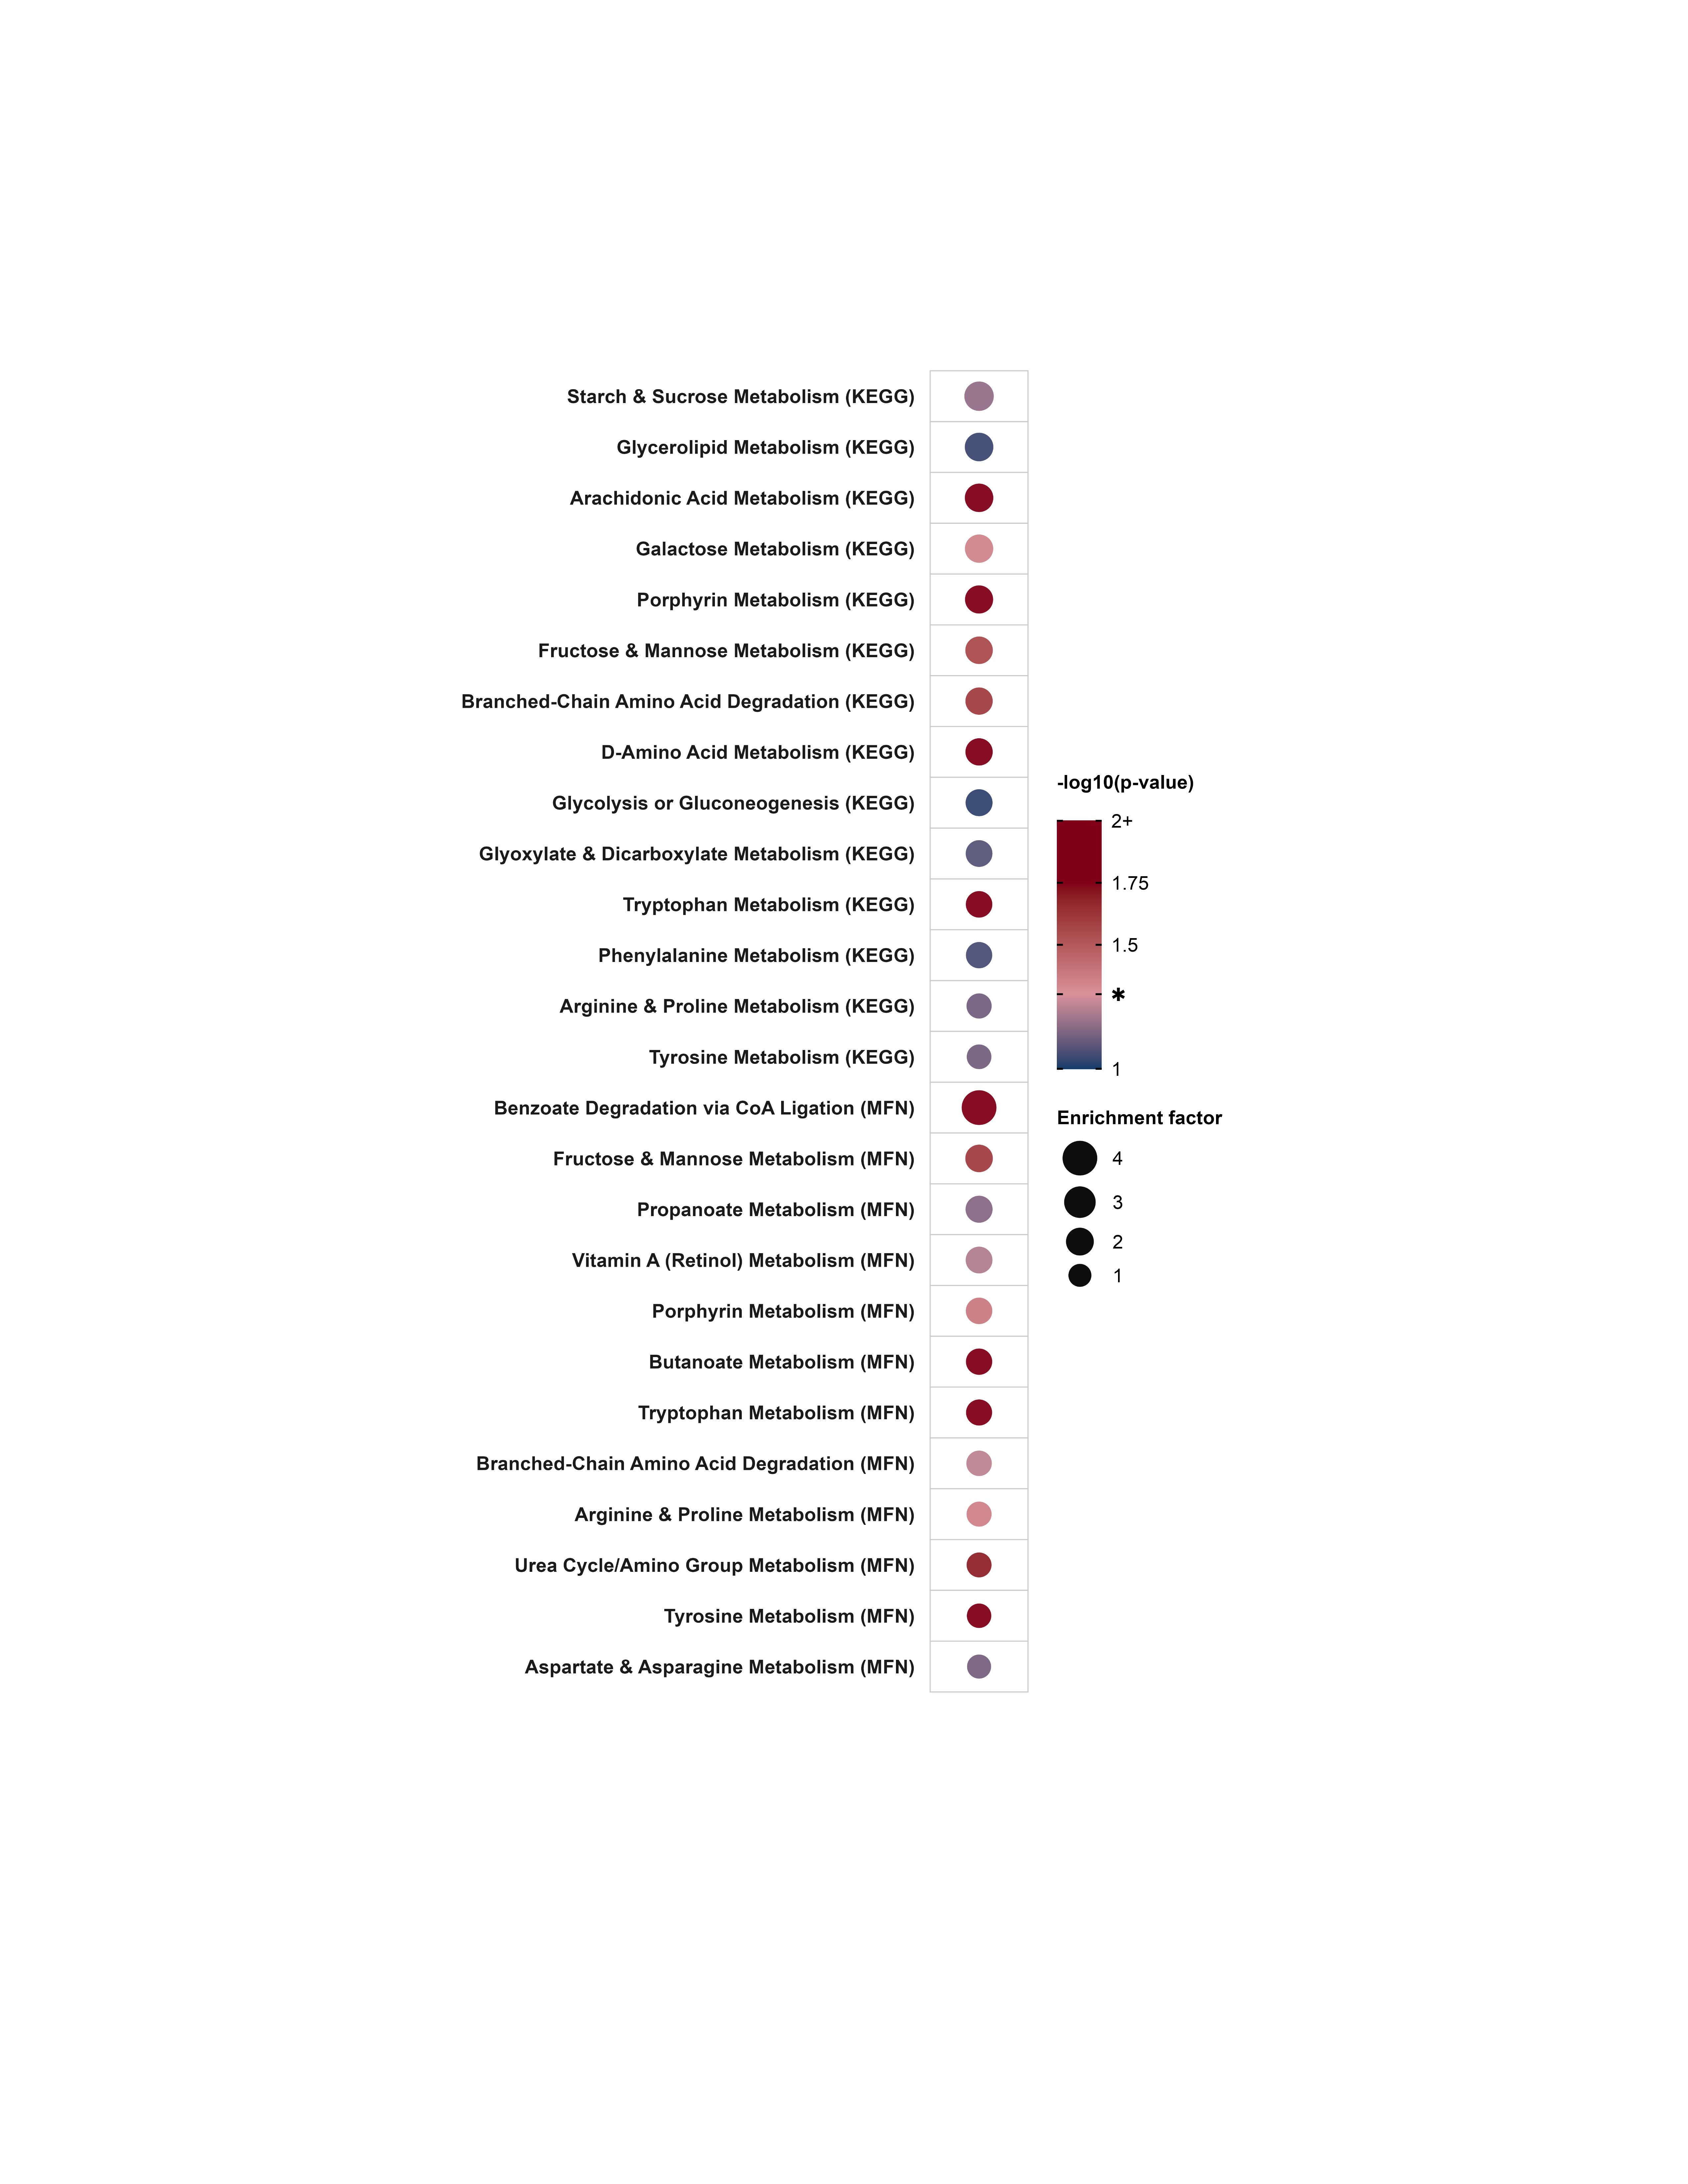 Starch & Sucrose Metabolism (KEGG)
Glycerolipid Metabolism (KEGG)
Arachidonic Acid Metabolism (KEGG)
Galactose Metabolism (KEGG)
Porphyrin Metabolism (KEGG)
Fructose & Mannose Metabolism (KEGG)
Branched-Chain Amino Acid Degradation (KEGG)
D-Amino Acid Metabolism (KEGG)
Glycolysis or Gluconeogenesis (KEGG)
Glyoxylate & Dicarboxylate Metabolism (KEGG)
Tryptophan Metabolism (KEGG)
Phenylalanine Metabolism (KEGG)
Arginine & Proline Metabolism (KEGG)
Tyrosine Metabolism (KEGG)
Benzoate Degradation via CoA Ligation (MFN)
Fructose & Mannose Metabolism (MFN)
Propanoate Metabolism (MFN)
Vitamin A (Retinol) Metabolism (MFN)
Porphyrin Metabolism (MFN)
Butanoate Metabolism (MFN)
Tryptophan Metabolism (MFN)
Branched-Chain Amino Acid Degradation (MFN)
Arginine & Proline Metabolism (MFN)
Urea Cycle/Amino Group Metabolism (MFN)
Tyrosine Metabolism (MFN)
Aspartate & Asparagine Metabolism (MFN)
-log10(p-value)
2+
1.75
1.5
*
1
Enrichment factor
4
3
2
1